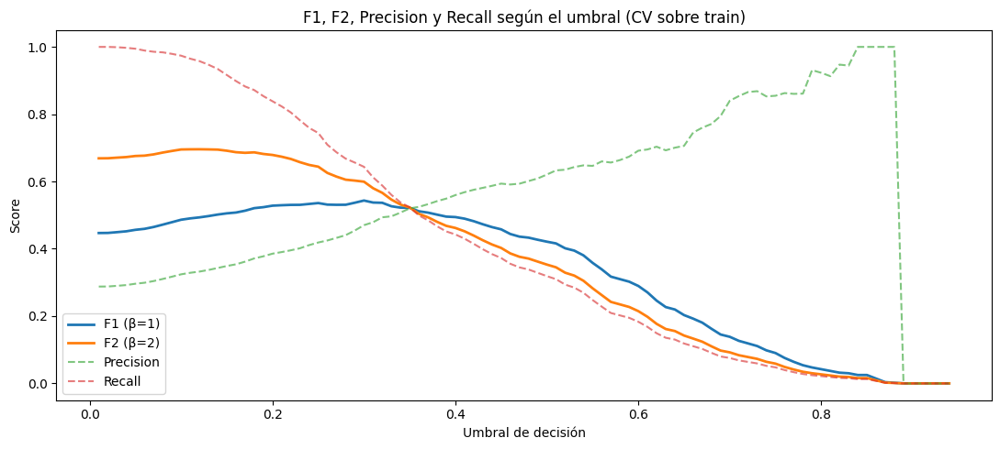 F1, F2, Precision y Recall según el umbral (CV sobre train)
Score
1.0
0.8
0.6
0.4
0.2
0.0
F1 (β=1)
F2 (β=2)
Precision
Recall
0.0 0.2 0.4 0.6 0.8
Umbral de decisión